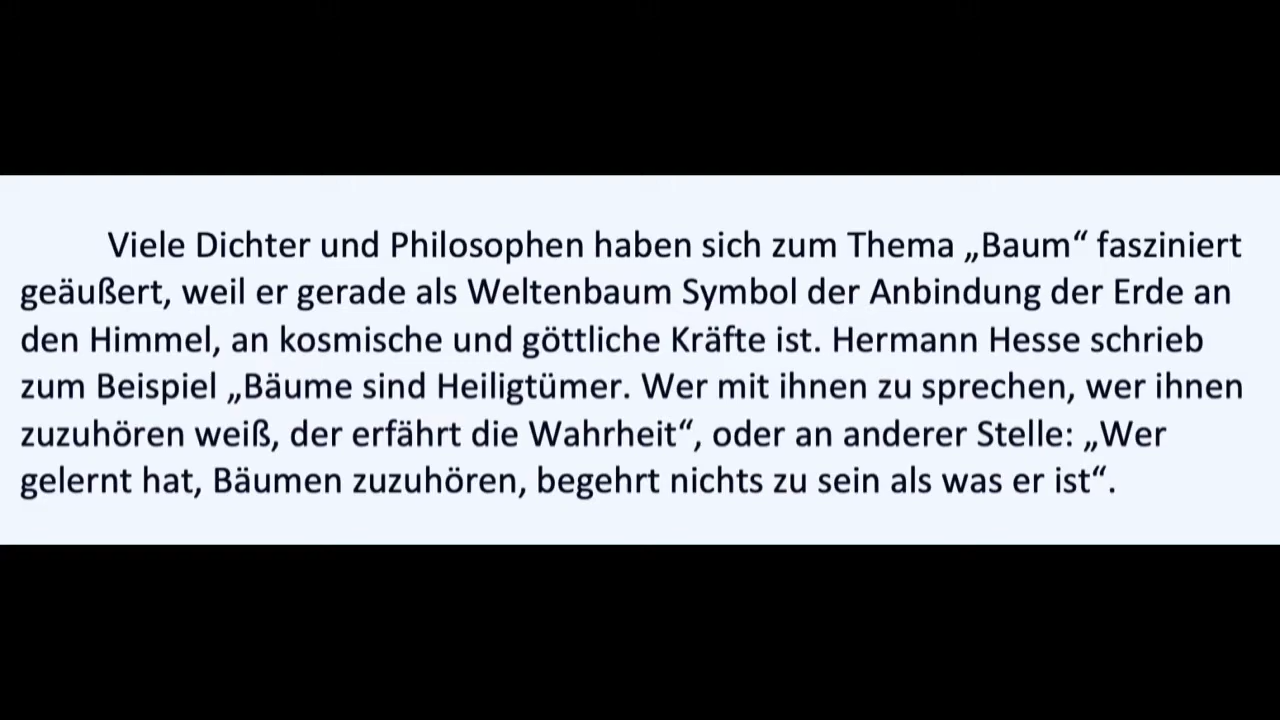 Viele Dichter und Philosophen haben sich zum Thema „Baum“ fasziniert
geäußert, weil er gerade als Weltenbaum Symbol der Anbindung der Erde an
den Himmel, an kosmische und göttliche Kräfte ist. Hermann Hesse schrieb
zum Beispiel „Bäume sind Heiligtümer. Wer mit ihnen zu sprechen, wer ihnen
zuzuhören weiß, der erfährt die Wahrheit“, oder an anderer Stelle: „Wer
gelernt hat, Bäumen zuzuhören, begehrt nichts zu sein als was er ist“.